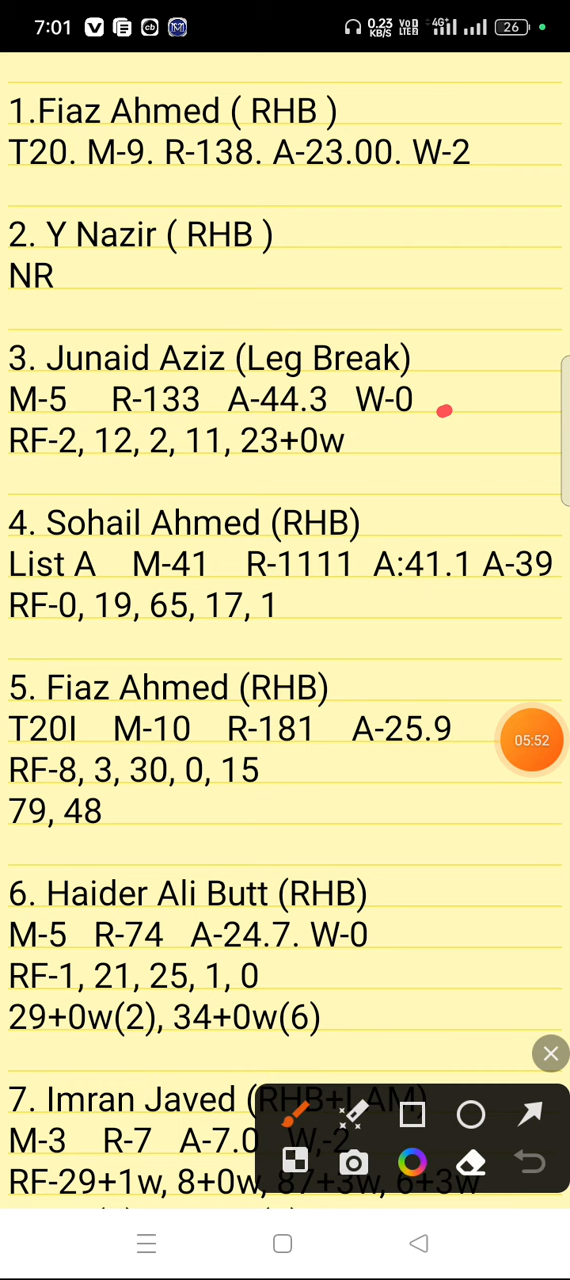 7:01
0.23 KB/S
4G+
26
1.Fiaz Ahmed ( RHB )
T20. M-9. R-138. A-23.00. W-2
2. Y Nazir ( RHB )
NR
3. Junaid Aziz (Leg Break)
M-5 R-133 A-44.3 W-0
RF-2, 12, 2, 11, 23+0w
4. Sohail Ahmed (RHB)
List A M-41 R-1111 A:41.1 A-39
RF-0, 19, 65, 17, 1
5. Fiaz Ahmed (RHB)
T20I M-10 R-181 A-25.9
05:52
RF-8, 3, 30, 0, 15
79, 48
6. Haider Ali Butt (RHB)
M-5 R-74 A-24.7. W-0
RF-1, 21, 25, 1, 0
29+0w(2), 34+0w(6)
7. Imran Javed (RHB+LAM)
M-3 R-7 A-7.0 W,-2
RF-29+1w, 8+0w, 87+3w, 6+3w